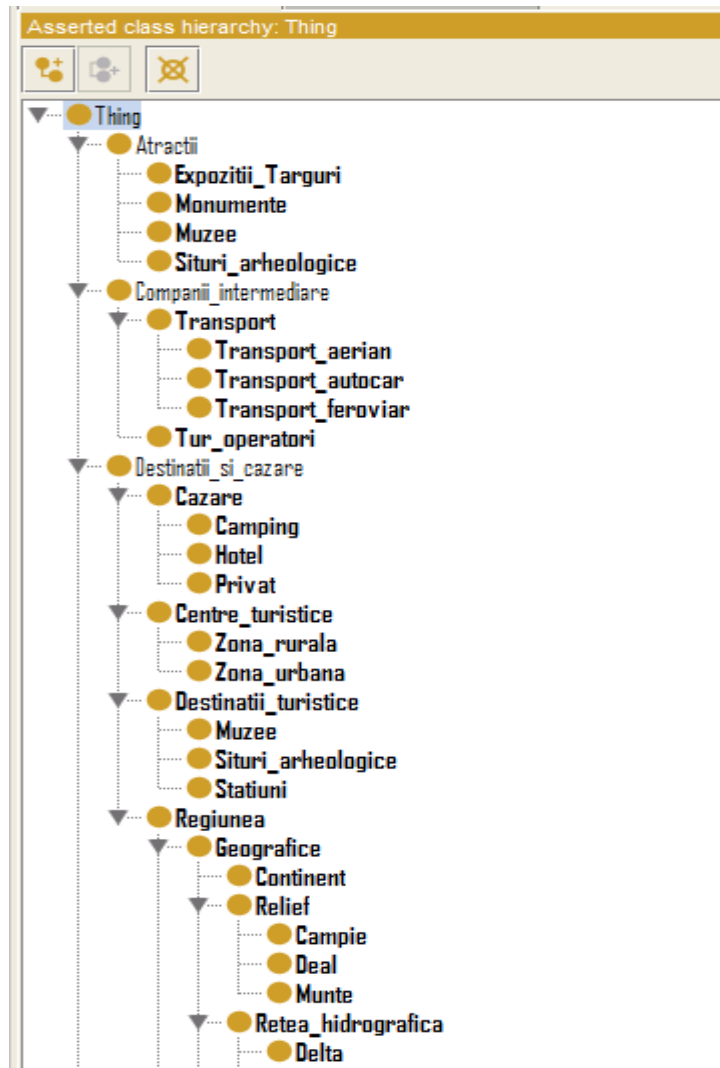 Asserted class hierarchy: Thing
Thing
Atractii
Expozitii_Targuri
Monumente
Muzee
Situri_arheologice
Companii_intermediare
Transport
Transport_aerian
Transport_autocar
Transport_feroviar
Tur_operatori
Destinatii_si_cazare
Cazare
Camping
Hotel
Privat
Centre_turistice
Zona_rurala
Zona_urbana
Destinatii_turistice
Muzee
Situri_arheologice
Statiuni
Regiunea
Geografice
Continent
Relief
Campie
Deal
Munte
Retea_hidrografica
Delta